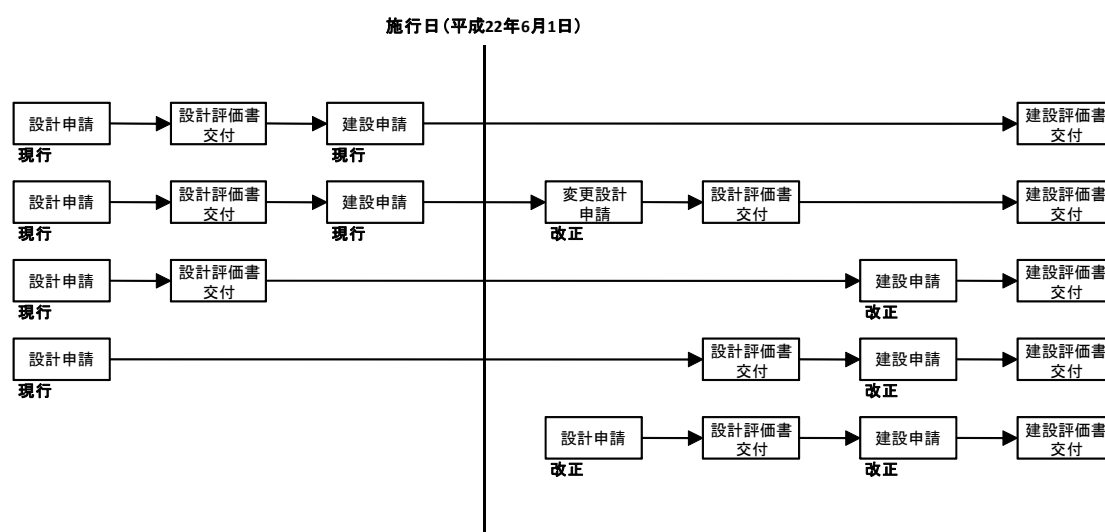 施行日（平成22年6月1日）
設計申請
設計評価書
交付
建設申請
建設評価書
交付
現行
現行
設計申請
設計評価書
交付
建設申請
変更設計
申請
設計評価書
交付
建設評価書
交付
現行
現行
改正
設計申請
設計評価書
交付
建設申請
建設評価書
交付
現行
改正
設計申請
設計評価書
交付
建設申請
建設評価書
交付
現行
改正
設計申請
設計評価書
交付
建設申請
建設評価書
交付
改正
改正